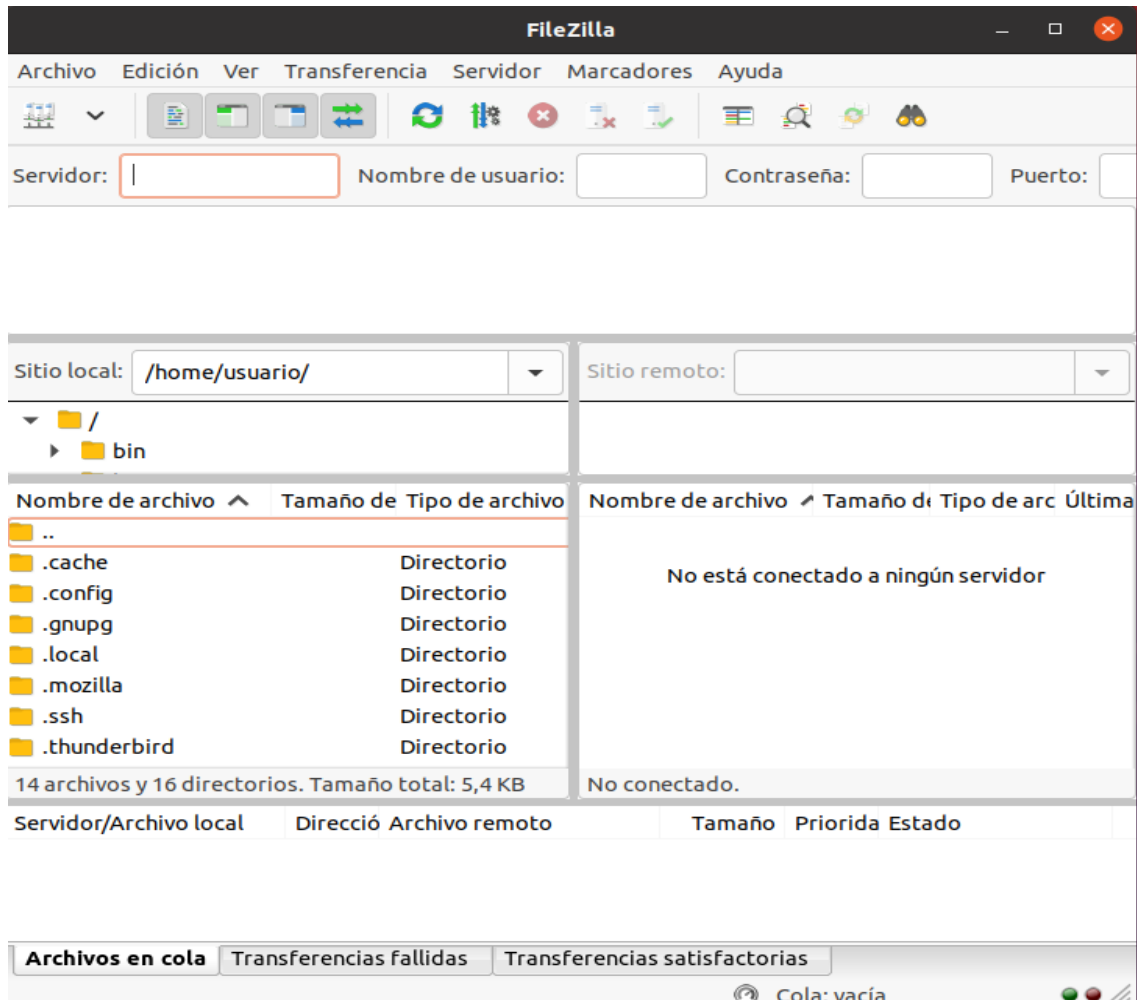 FileZilla
Archivo Edición Ver Transferencia Servidor Marcadores Ayuda
Servidor: Nombre de usuario: Contraseña: Puerto:
Sitio local: /home/usuario/
Sitio remoto:
/
bin
Nombre de archivo Tamaño de Tipo de archivo
..
.cache Directorio
.config Directorio
.gnupg Directorio
.local Directorio
.mozilla Directorio
.ssh Directorio
.thunderbird Directorio
14 archivos y 16 directorios. Tamaño total: 5,4 KB
Nombre de archivo Tamaño de Tipo de arc Última
No está conectado a ningún servidor
No conectado.
Servidor/Archivo local Direcció Archivo remoto Tamaño Priorida Estado
Archivos en cola Transferencias fallidas Transferencias satisfactorias
Cola: vacía